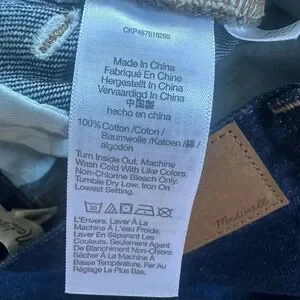 CKP467618265
Made In China
Fabriqué En Chine
Hergestellt In China
Vervaardigd In China
中国製
hecho en china
100% Cotton /Coton /
Baumwolle /Katoen /綿 /
algodón
Turn Inside Out. Machine
Wash Cold With Like Colors.
Non-Chlorine Bleach Only.
Tumble Dry Low. Iron On
Lowest Setting.
L'Envers. Laver À La
Machine À L'eau Froide.
Laver En Séparant Les
Couleurs. Seulement Agent
De Blanchiment Non-Chlore.
Sécher À La Machine À
Basse Température. Fer Au
Réglage Le Plus Bas.
Madewell